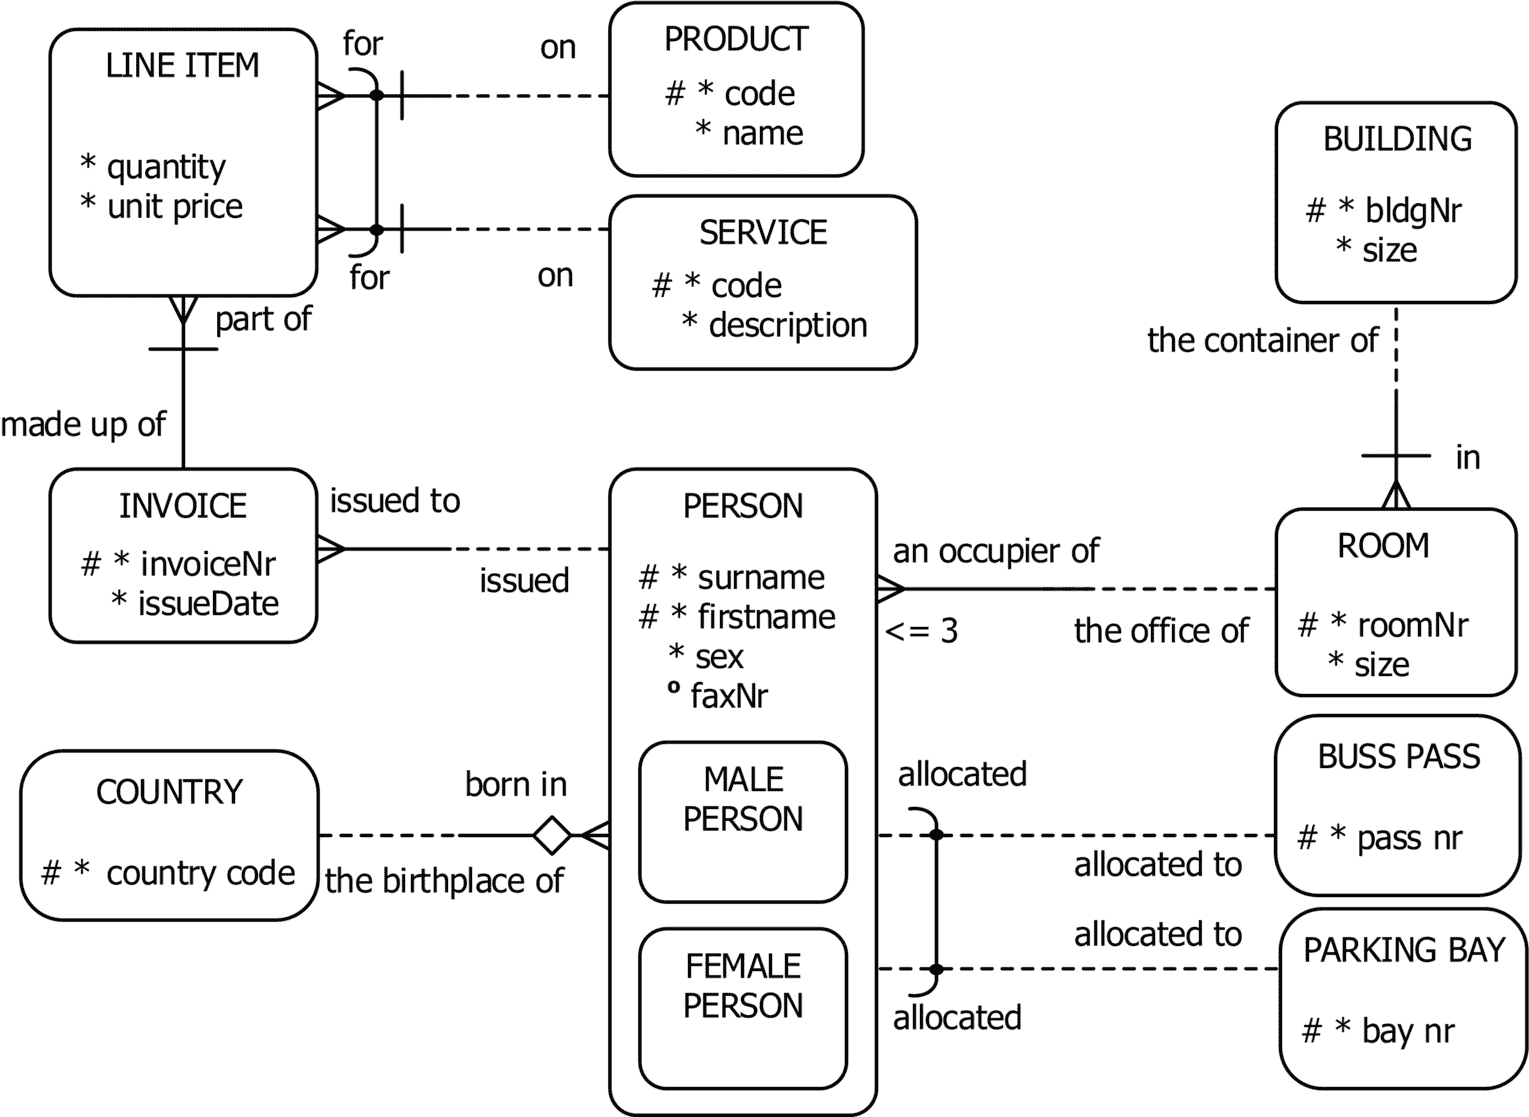 LINE ITEM
* quantity
* unit price
for
on
PRODUCT
# * code
* name
for
on
SERVICE
# * code
* description
BUILDING
# * bldgNr
* size
the container of
in
part of
made up of
INVOICE
# * invoiceNr
* issueDate
issued to
issued
PERSON
# * surname
# * firstname
* sex
º faxNr
an occupier of
<= 3
the office of
ROOM
# * roomNr
* size
COUNTRY
# * country code
born in
the birthplace of
MALE
PERSON
FEMALE
PERSON
allocated
allocated to
BUSS PASS
# * pass nr
allocated to
allocated
PARKING BAY
# * bay nr